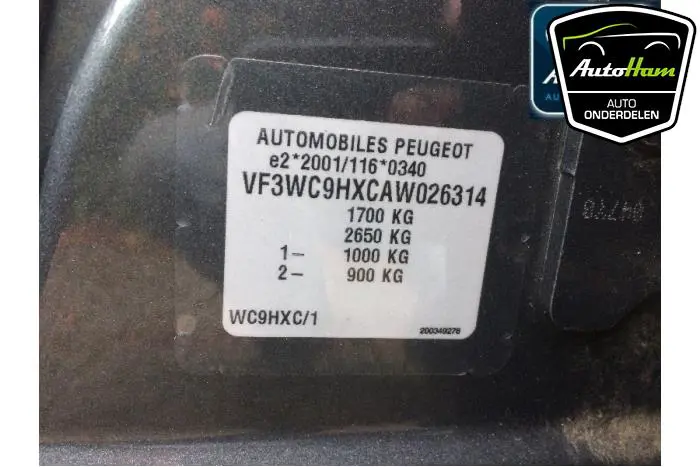 AutoHam
AUTO
ONDERDELEN
AUTOMOBILES PEUGEOT
e2*2001/116*0340
VF3WC9HXCAW026314
1700 KG
2650 KG
1- 1000 KG
2- 900 KG
WC9HXC/1
200349276